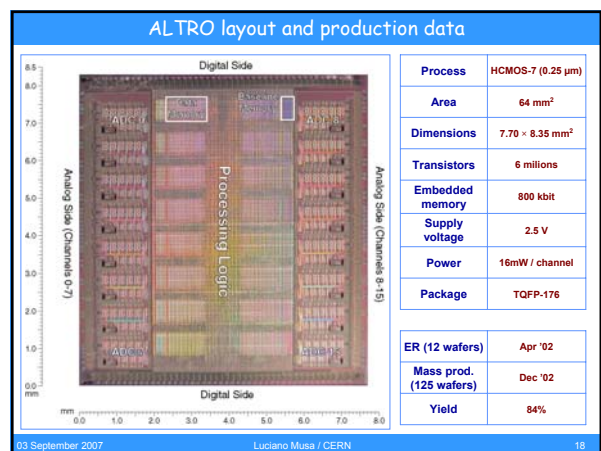 ALTRO layout and production data
Digital Side
8.5
8.0
7.0
6.0
5.0
4.0
3.0
2.0
1.0
0.0
mm
Analog Side (Channels 0-7)
Processing Logic
Analog Side (Channels 8-15)
Digital Side
mm
0.0 1.0 2.0 3.0 4.0 5.0 6.0 7.0 8.0
Process HCMOS-7 (0.25 µm)
Area 64 mm²
Dimensions 7.70 × 8.35 mm²
Transistors 6 milions
Embedded memory 800 kbit
Supply voltage 2.5 V
Power 16mW / channel
Package TQFP-176
ER (12 wafers) Apr '02
Mass prod. (125 wafers) Dec '02
Yield 84%
03 September 2007 Luciano Musa / CERN 18